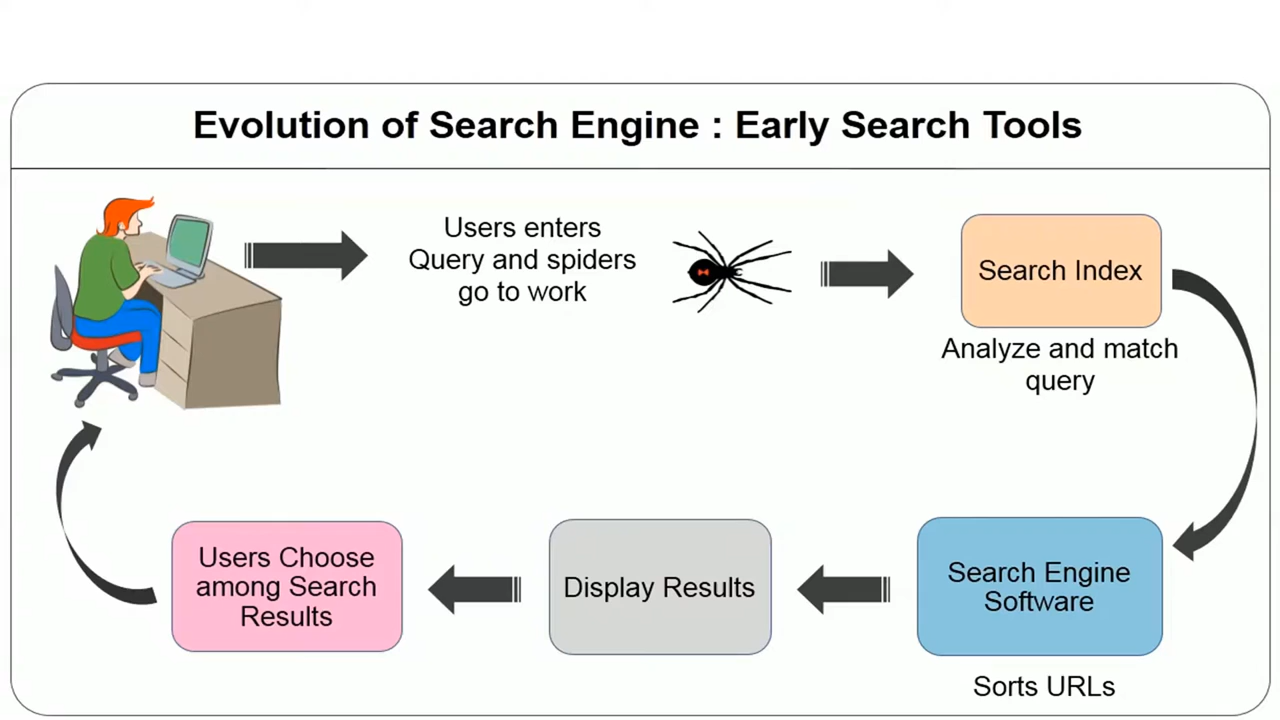 Evolution of Search Engine : Early Search Tools
Users enters
Query and spiders
go to work
Search Index
Analyze and match
query
Search Engine
Software
Sorts URLs
Display Results
Users Choose
among Search
Results